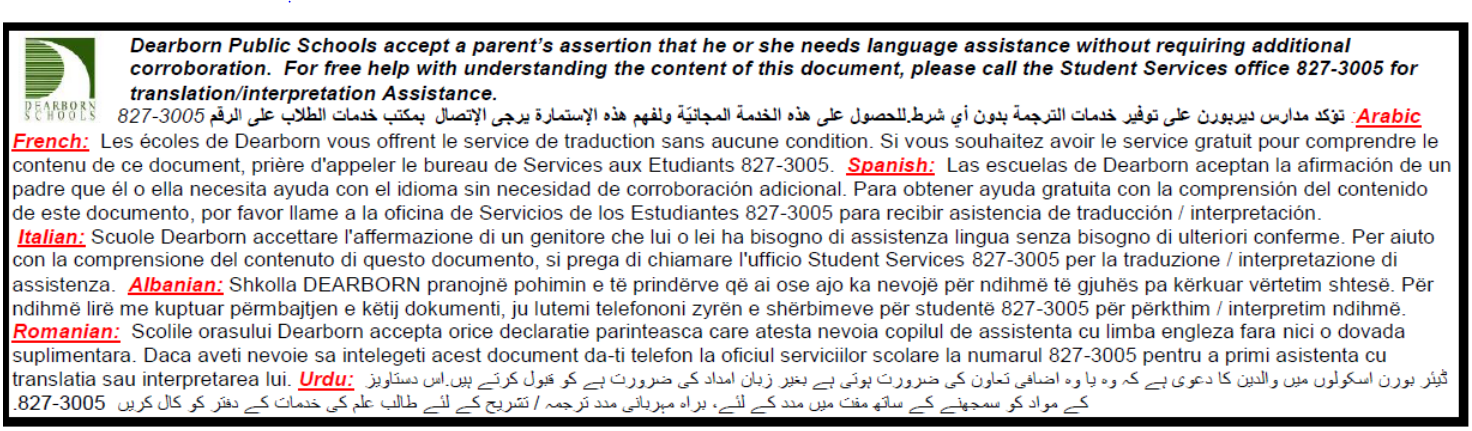 Dearborn Public Schools accept a parent's assertion that he or she needs language assistance without requiring additional
corroboration. For free help with understanding the content of this document, please call the Student Services office 827-3005 for
translation/interpretation Assistance.
DEARBORN
SCHOOLS
Arabic: تؤكد مدارس ديربورن على توفير خدمات الترجمة بدون أي شرط.للحصول على هذه الخدمة المجانيّة ولفهم هذه الإستمارة يرجى الإتصال بمكتب خدمات الطلاب على الرقم 827-3005
French: Les écoles de Dearborn vous offrent le service de traduction sans aucune condition. Si vous souhaitez avoir le service gratuit pour comprendre le
contenu de ce document, prière d'appeler le bureau de Services aux Etudiants 827-3005. Spanish: Las escuelas de Dearborn aceptan la afirmación de un
padre que él o ella necesita ayuda con el idioma sin necesidad de corroboración adicional. Para obtener ayuda gratuita con la comprensión del contenido
de este documento, por favor llame a la oficina de Servicios de los Estudiantes 827-3005 para recibir asistencia de traducción / interpretación.
Italian: Scuole Dearborn accettare l'affermazione di un genitore che lui o lei ha bisogno di assistenza lingua senza bisogno di ulteriori conferme. Per aiuto
con la comprensione del contenuto di questo documento, si prega di chiamare l'ufficio Student Services 827-3005 per la traduzione / interpretazione di
assistenza. Albanian: Shkolla DEARBORN pranojnë pohimin e të prindërve që ai ose ajo ka nevojë për ndihmë të gjuhës pa kërkuar vërtetim shtesë. Për
ndihmë lirë me kuptuar përmbajtjen e këtij dokumenti, ju lutemi telefononi zyrën e shërbimeve për studentë 827-3005 për përkthim / interpretim ndihmë.
Romanian: Scolile orasului Dearborn accepta orice declaratie parinteasca care atesta nevoia copilul de assistenta cu limba engleza fara nici o dovada
suplimentara. Daca aveti nevoie sa intelegeti acest document da-ti telefon la oficiul serviciilor scolare la numarul 827-3005 pentru a primi asistenta cu
translatia sau interpretarea lui. Urdu: ڈیئر بورن اسکولوں میں والدین کا دعوی ہے کہ وہ یا وہ اضافی تعاون کی ضرورت ہوتی ہے بغیر زبان امداد کی ضرورت ہے کو قبول کرتے ہیں.اس دستاویز
کے مواد کو سمجھنے کے ساتھ مفت میں مدد کے لئے، براہ مہربانی مدد ترجمہ / تشریح کے لئے طالب علم کی خدمات کے دفتر کو کال کریں 827-3005.